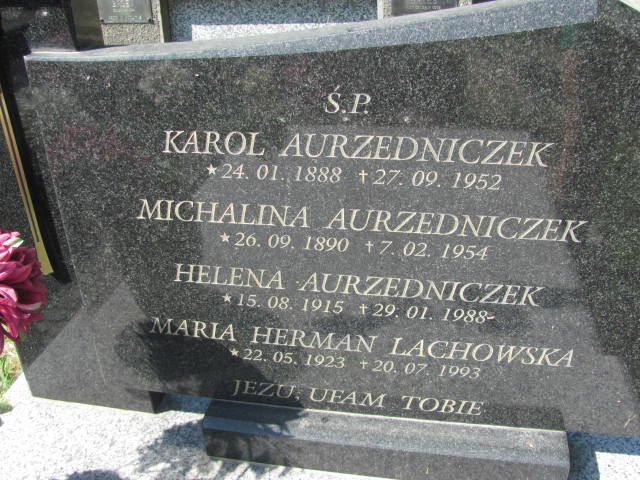 Ś.P.
KAROL AURZEDNICZEK
★24. 01. 1888 ✝27. 09. 1952
MICHALINA AURZEDNICZEK
★26. 09. 1890 ✝7. 02. 1954
HELENA AURZEDNICZEK
★15. 08. 1915 ✝29. 01. 1988
MARIA HERMAN LACHOWSKA
★22. 05. 1923 ✝20. 07. 1993
JEZU, UFAM TOBIE